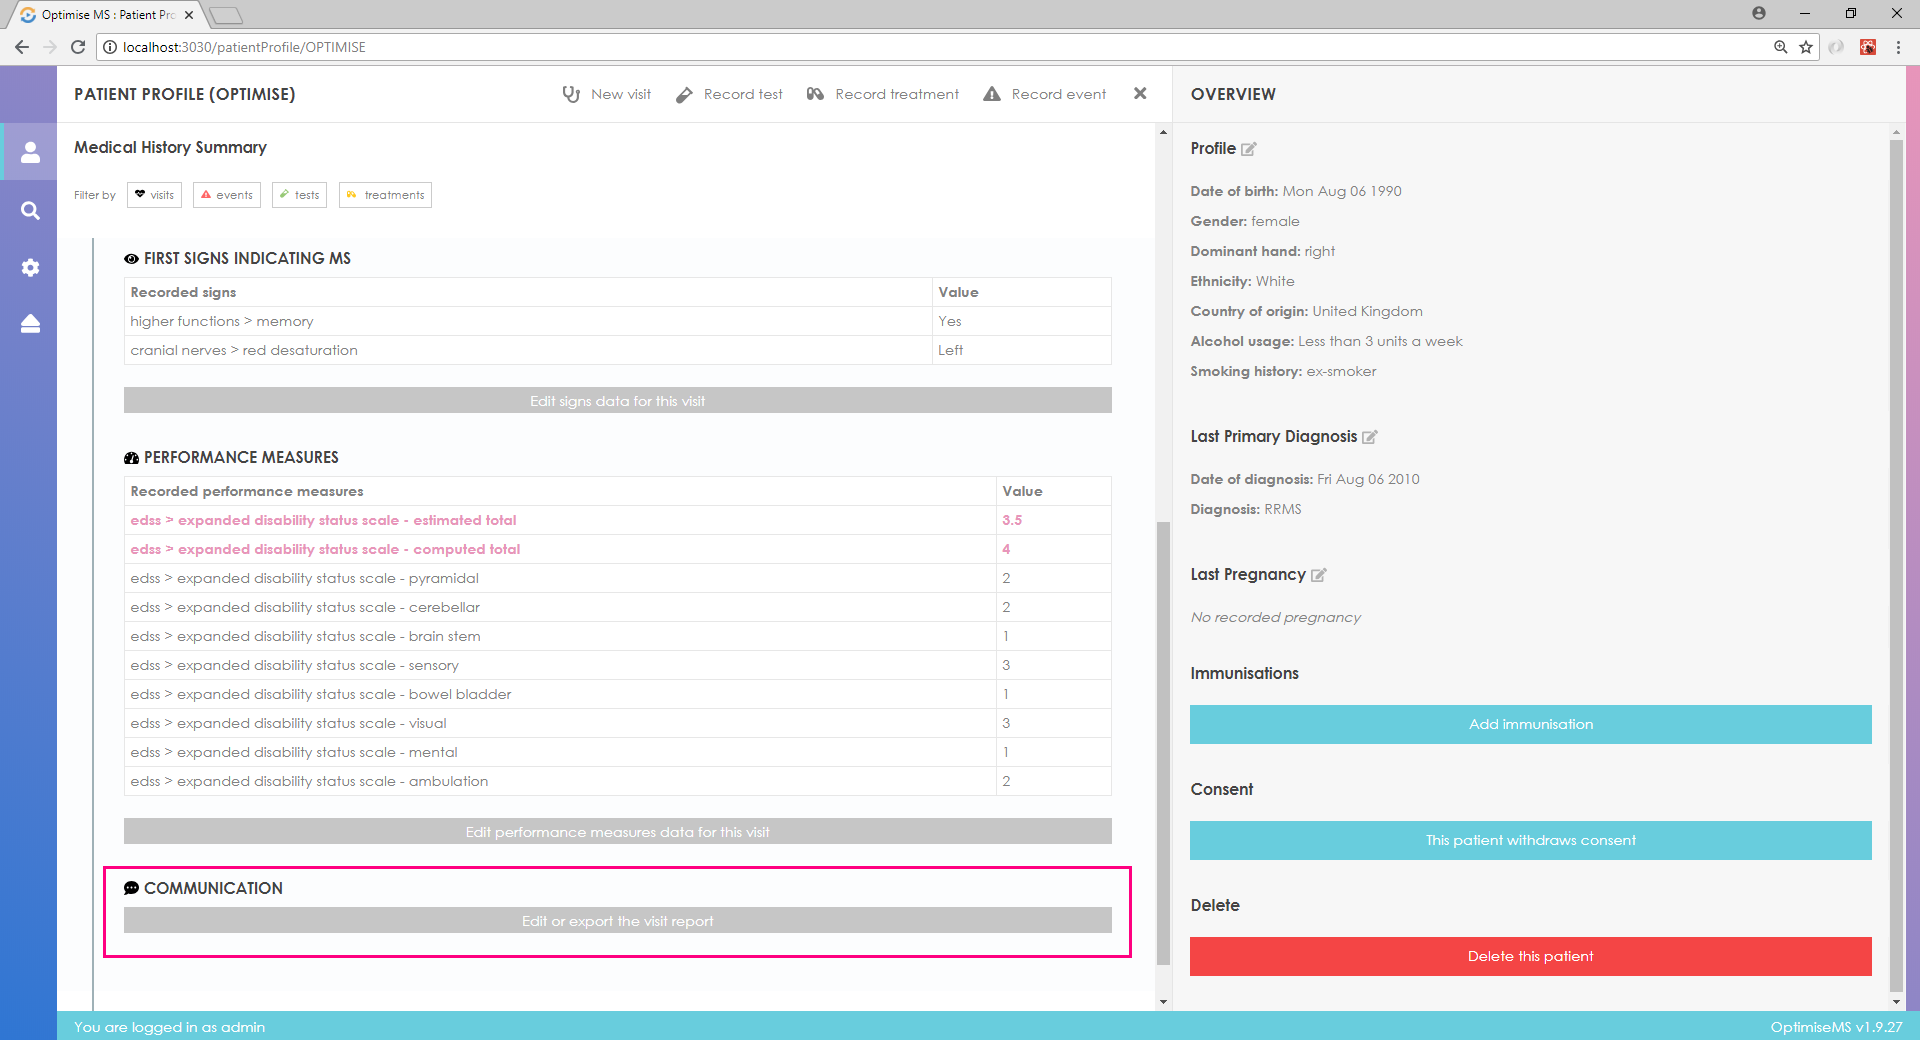 Optimise MS : Patient Pro
localhost:3030/patientProfile/OPTIMISE
PATIENT PROFILE (OPTIMISE)
New visit
Record test
Record treatment
Record event
OVERVIEW
Medical History Summary
Filter by visits events tests treatments
FIRST SIGNS INDICATING MS
Recorded signs Value
higher functions > memory Yes
cranial nerves > red desaturation Left
Edit signs data for this visit
PERFORMANCE MEASURES
Recorded performance measures Value
edss > expanded disability status scale - estimated total 3.5
edss > expanded disability status scale - computed total 4
edss > expanded disability status scale - pyramidal 2
edss > expanded disability status scale - cerebellar 2
edss > expanded disability status scale - brain stem 1
edss > expanded disability status scale - sensory 3
edss > expanded disability status scale - bowel bladder 1
edss > expanded disability status scale - visual 3
edss > expanded disability status scale - mental 1
edss > expanded disability status scale - ambulation 2
Edit performance measures data for this visit
COMMUNICATION
Edit or export the visit report
Profile
Date of birth: Mon Aug 06 1990
Gender: female
Dominant hand: right
Ethnicity: White
Country of origin: United Kingdom
Alcohol usage: Less than 3 units a week
Smoking history: ex-smoker
Last Primary Diagnosis
Date of diagnosis: Fri Aug 06 2010
Diagnosis: RRMS
Last Pregnancy
No recorded pregnancy
Immunisations
Add immunisation
Consent
This patient withdraws consent
Delete
Delete this patient
You are logged in as admin
OptimiseMS v1.9.27